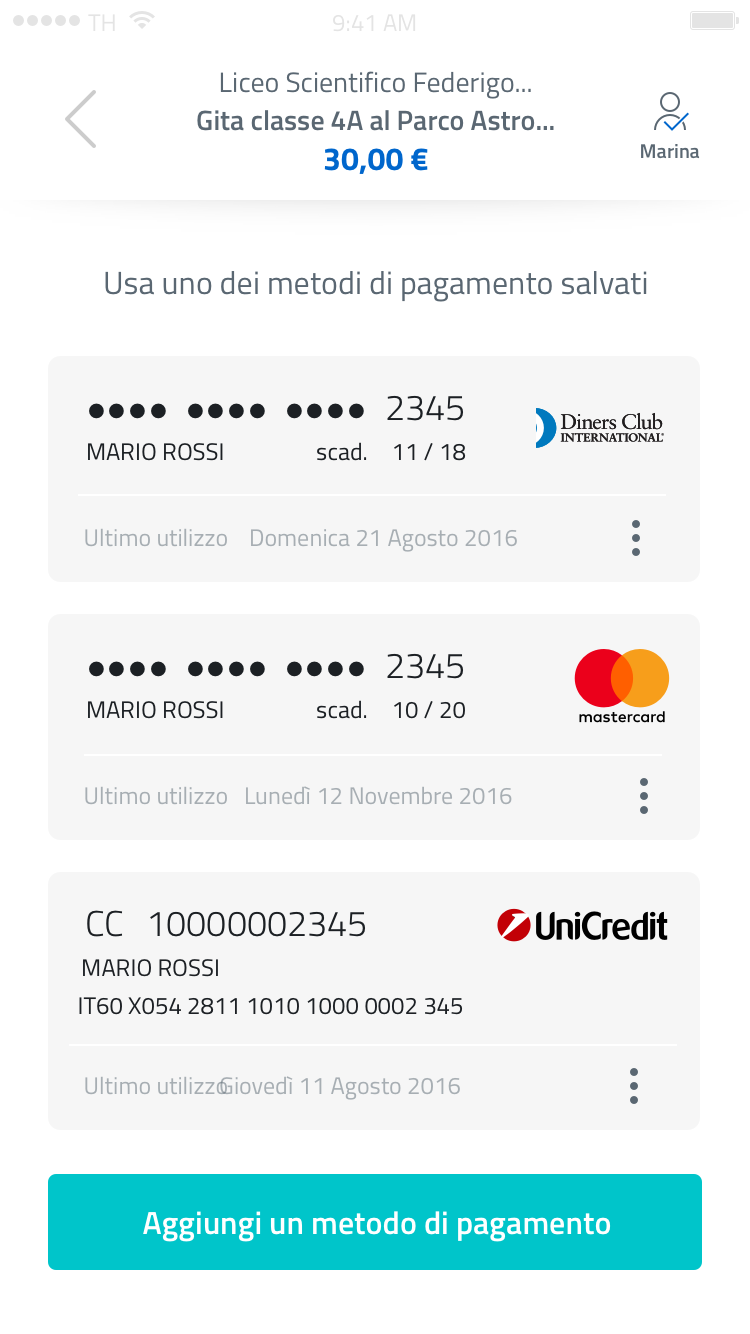 TH 9:41 AM
Liceo Scientifico Federigo...
Gita classe 4A al Parco Astro...
30,00 €
Marina
Usa uno dei metodi di pagamento salvati
●●●● ●●●● ●●●● 2345
MARIO ROSSI scad. 11 / 18
Diners Club
INTERNATIONAL®
Ultimo utilizzo Domenica 21 Agosto 2016
●●●● ●●●● ●●●● 2345
MARIO ROSSI scad. 10 / 20
mastercard
Ultimo utilizzo Lunedì 12 Novembre 2016
CC 10000002345
UniCredit
MARIO ROSSI
IT60 X054 2811 1010 1000 0002 345
Ultimo utilizzo Giovedì 11 Agosto 2016
Aggiungi un metodo di pagamento